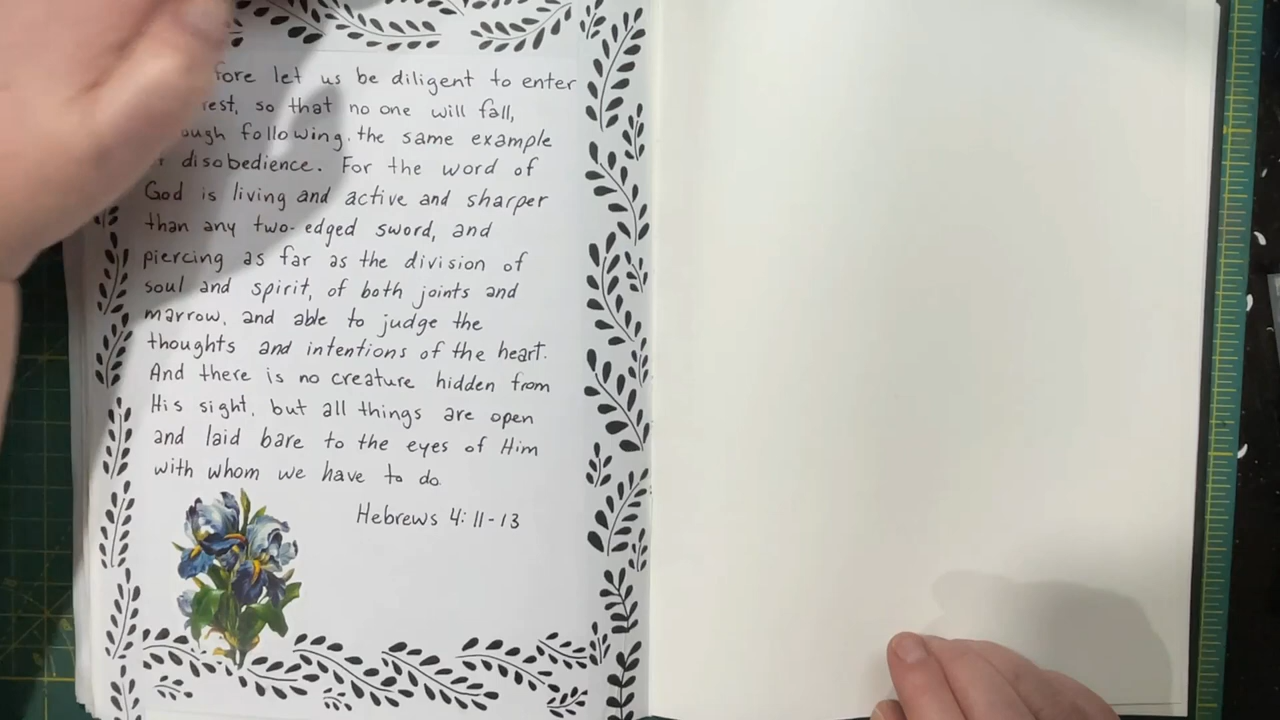 let us be diligent to enter
rest, so that no one will fall,
following the same example
disobedience. For the word of
God is living and active and sharper
than any two-edged sword, and
piercing as far as the division of
soul and spirit, of both joints and
marrow, and able to judge the
thoughts and intentions of the heart.
And there is no creature hidden from
His sight, but all things are open
and laid bare to the eyes of Him
with whom we have to do.
Hebrews 4:11-13